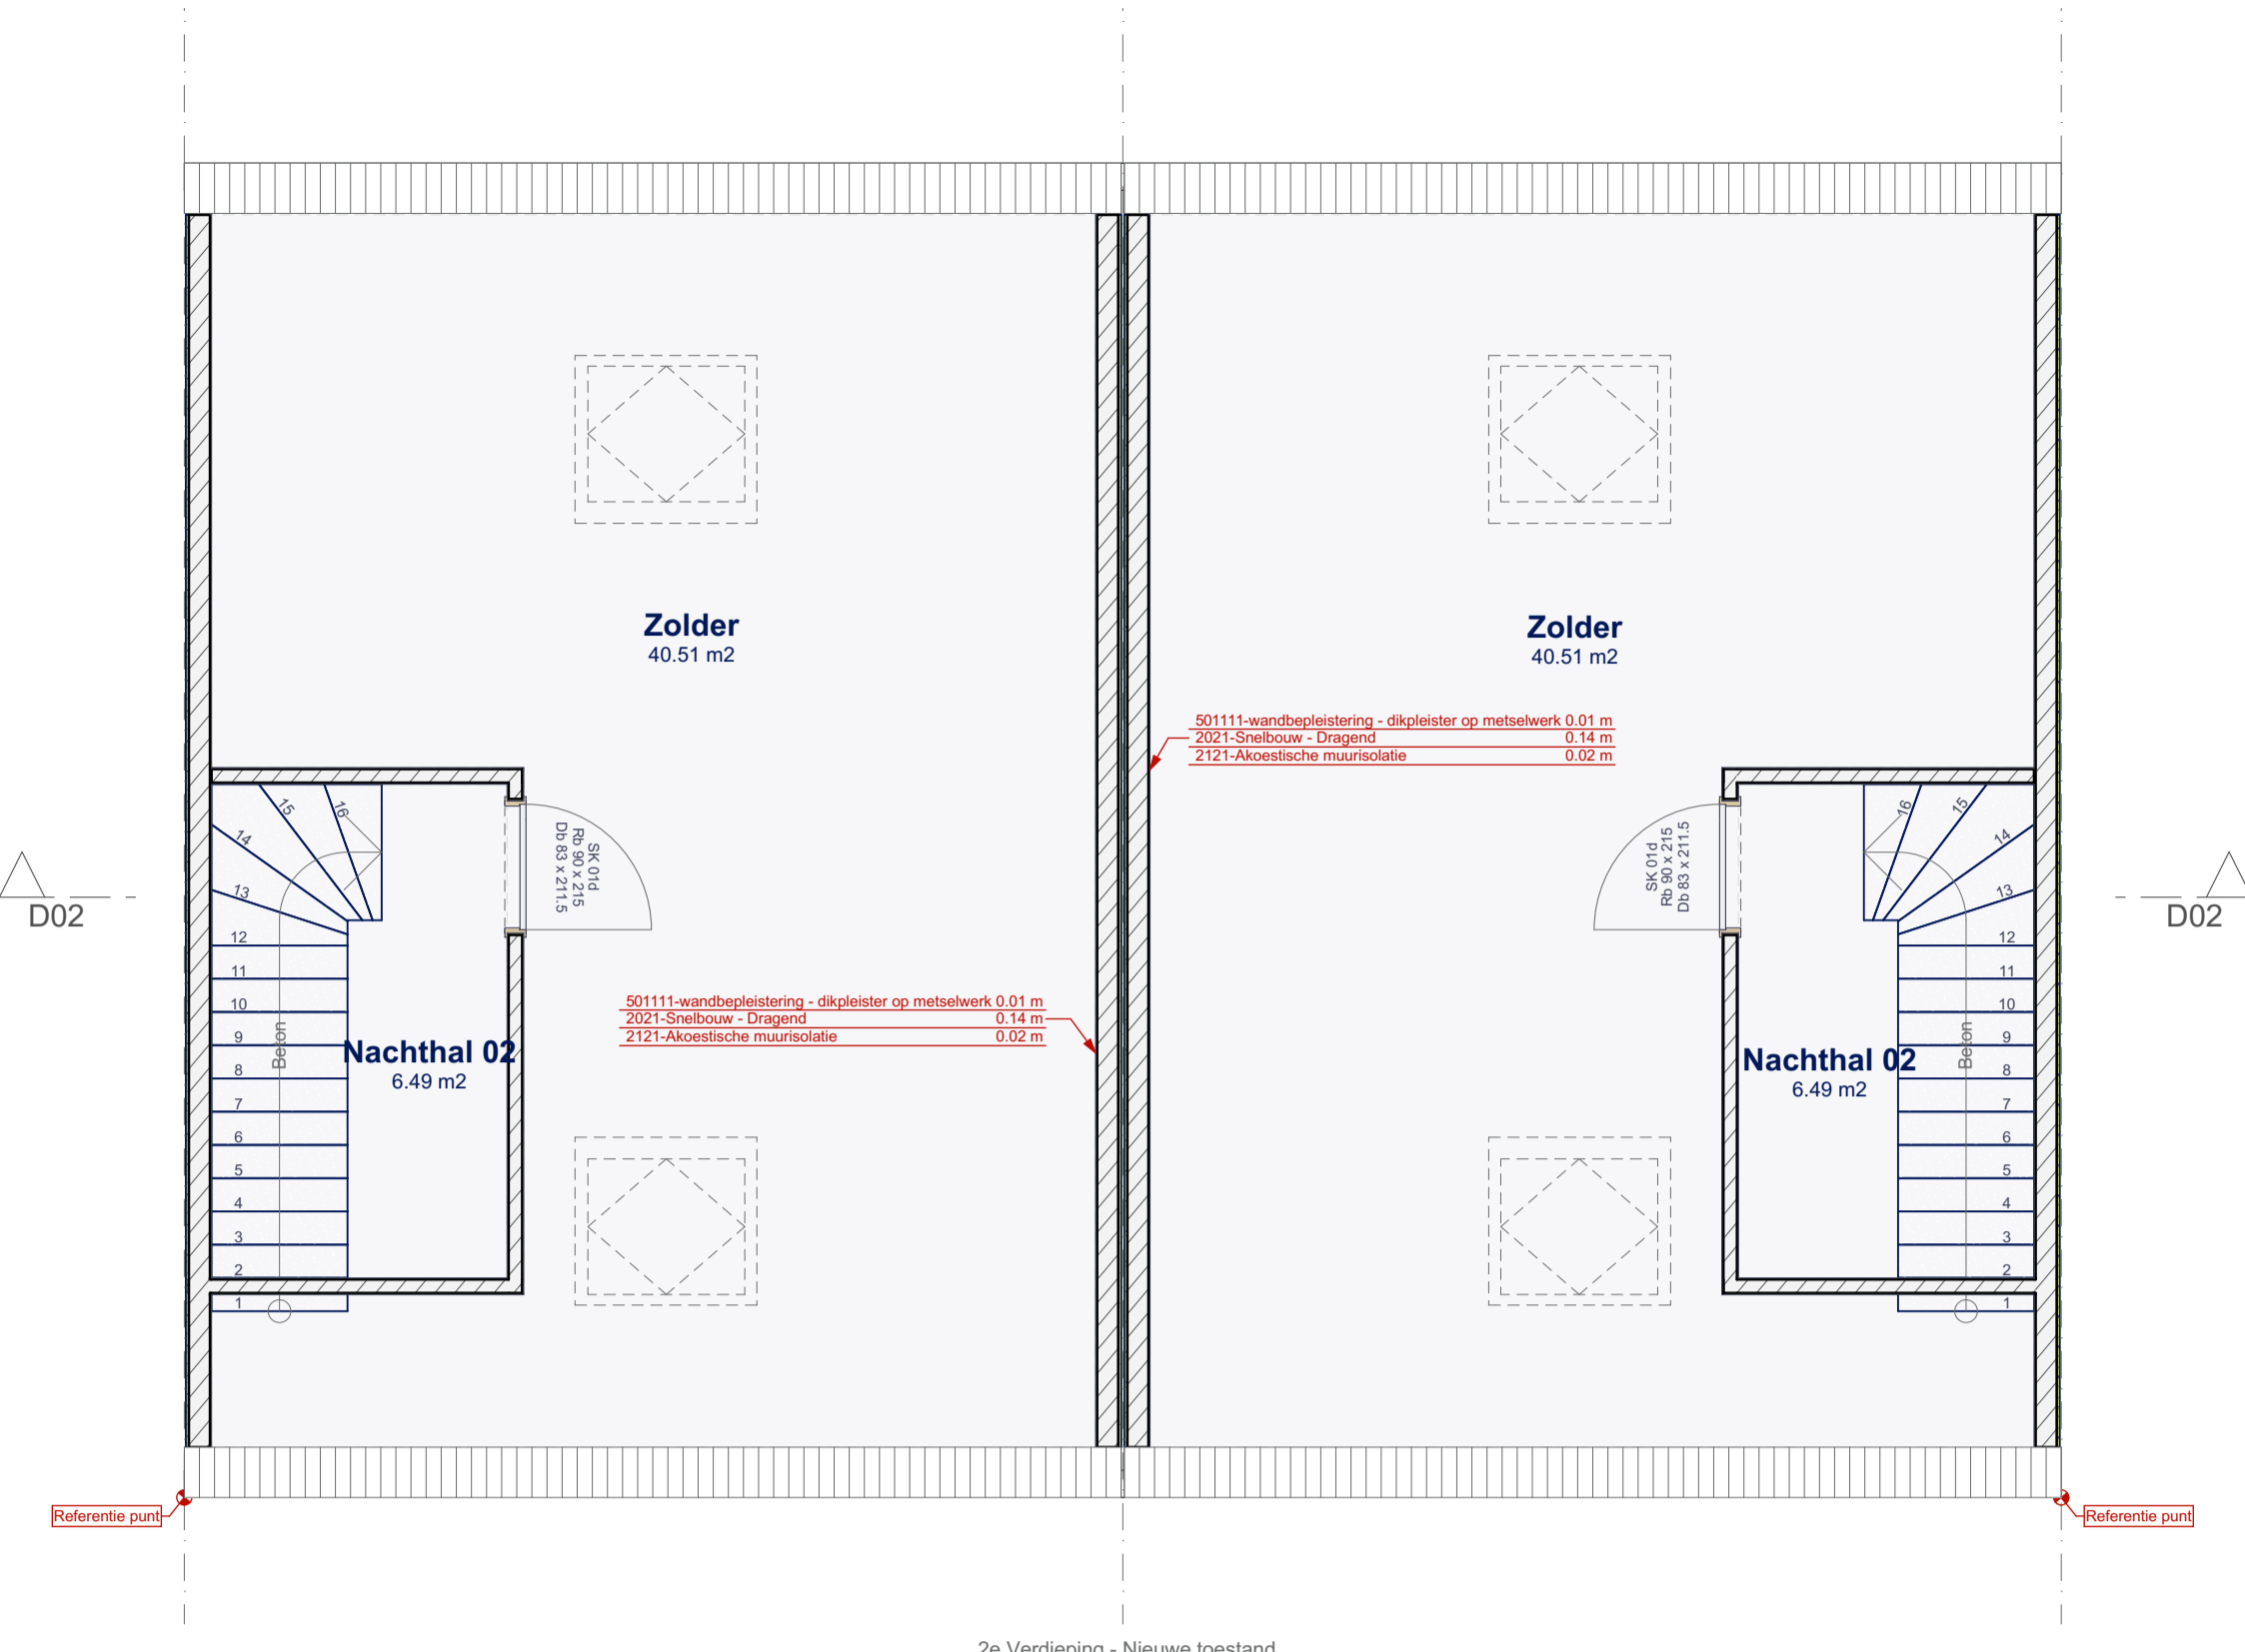 Zolder
40.51 m2
Zolder
40.51 m2
501111-wandbepleistering - dikpleister op metselwerk 0.01 m
2021-Snelbouw - Dragend 0.14 m
2121-Akoestische muurisolatie 0.02 m
SK 01d
Rb 90 x 215
Db 83 x 211.5
SK 01d
Rb 90 x 215
Db 83 x 211.5
D02
D02
501111-wandbepleistering - dikpleister op metselwerk 0.01 m
2021-Snelbouw - Dragend 0.14 m
2121-Akoestische muurisolatie 0.02 m
16
15
14
13
12
11
10
9
8
7
6
5
4
3
2
1
Beton
Nachthal 02
6.49 m2
16
15
14
13
12
11
10
9
8
7
6
5
4
3
2
1
Beton
Nachthal 02
6.49 m2
Referentie punt
Referentie punt
2e Verdieping - Nieuwe toestand